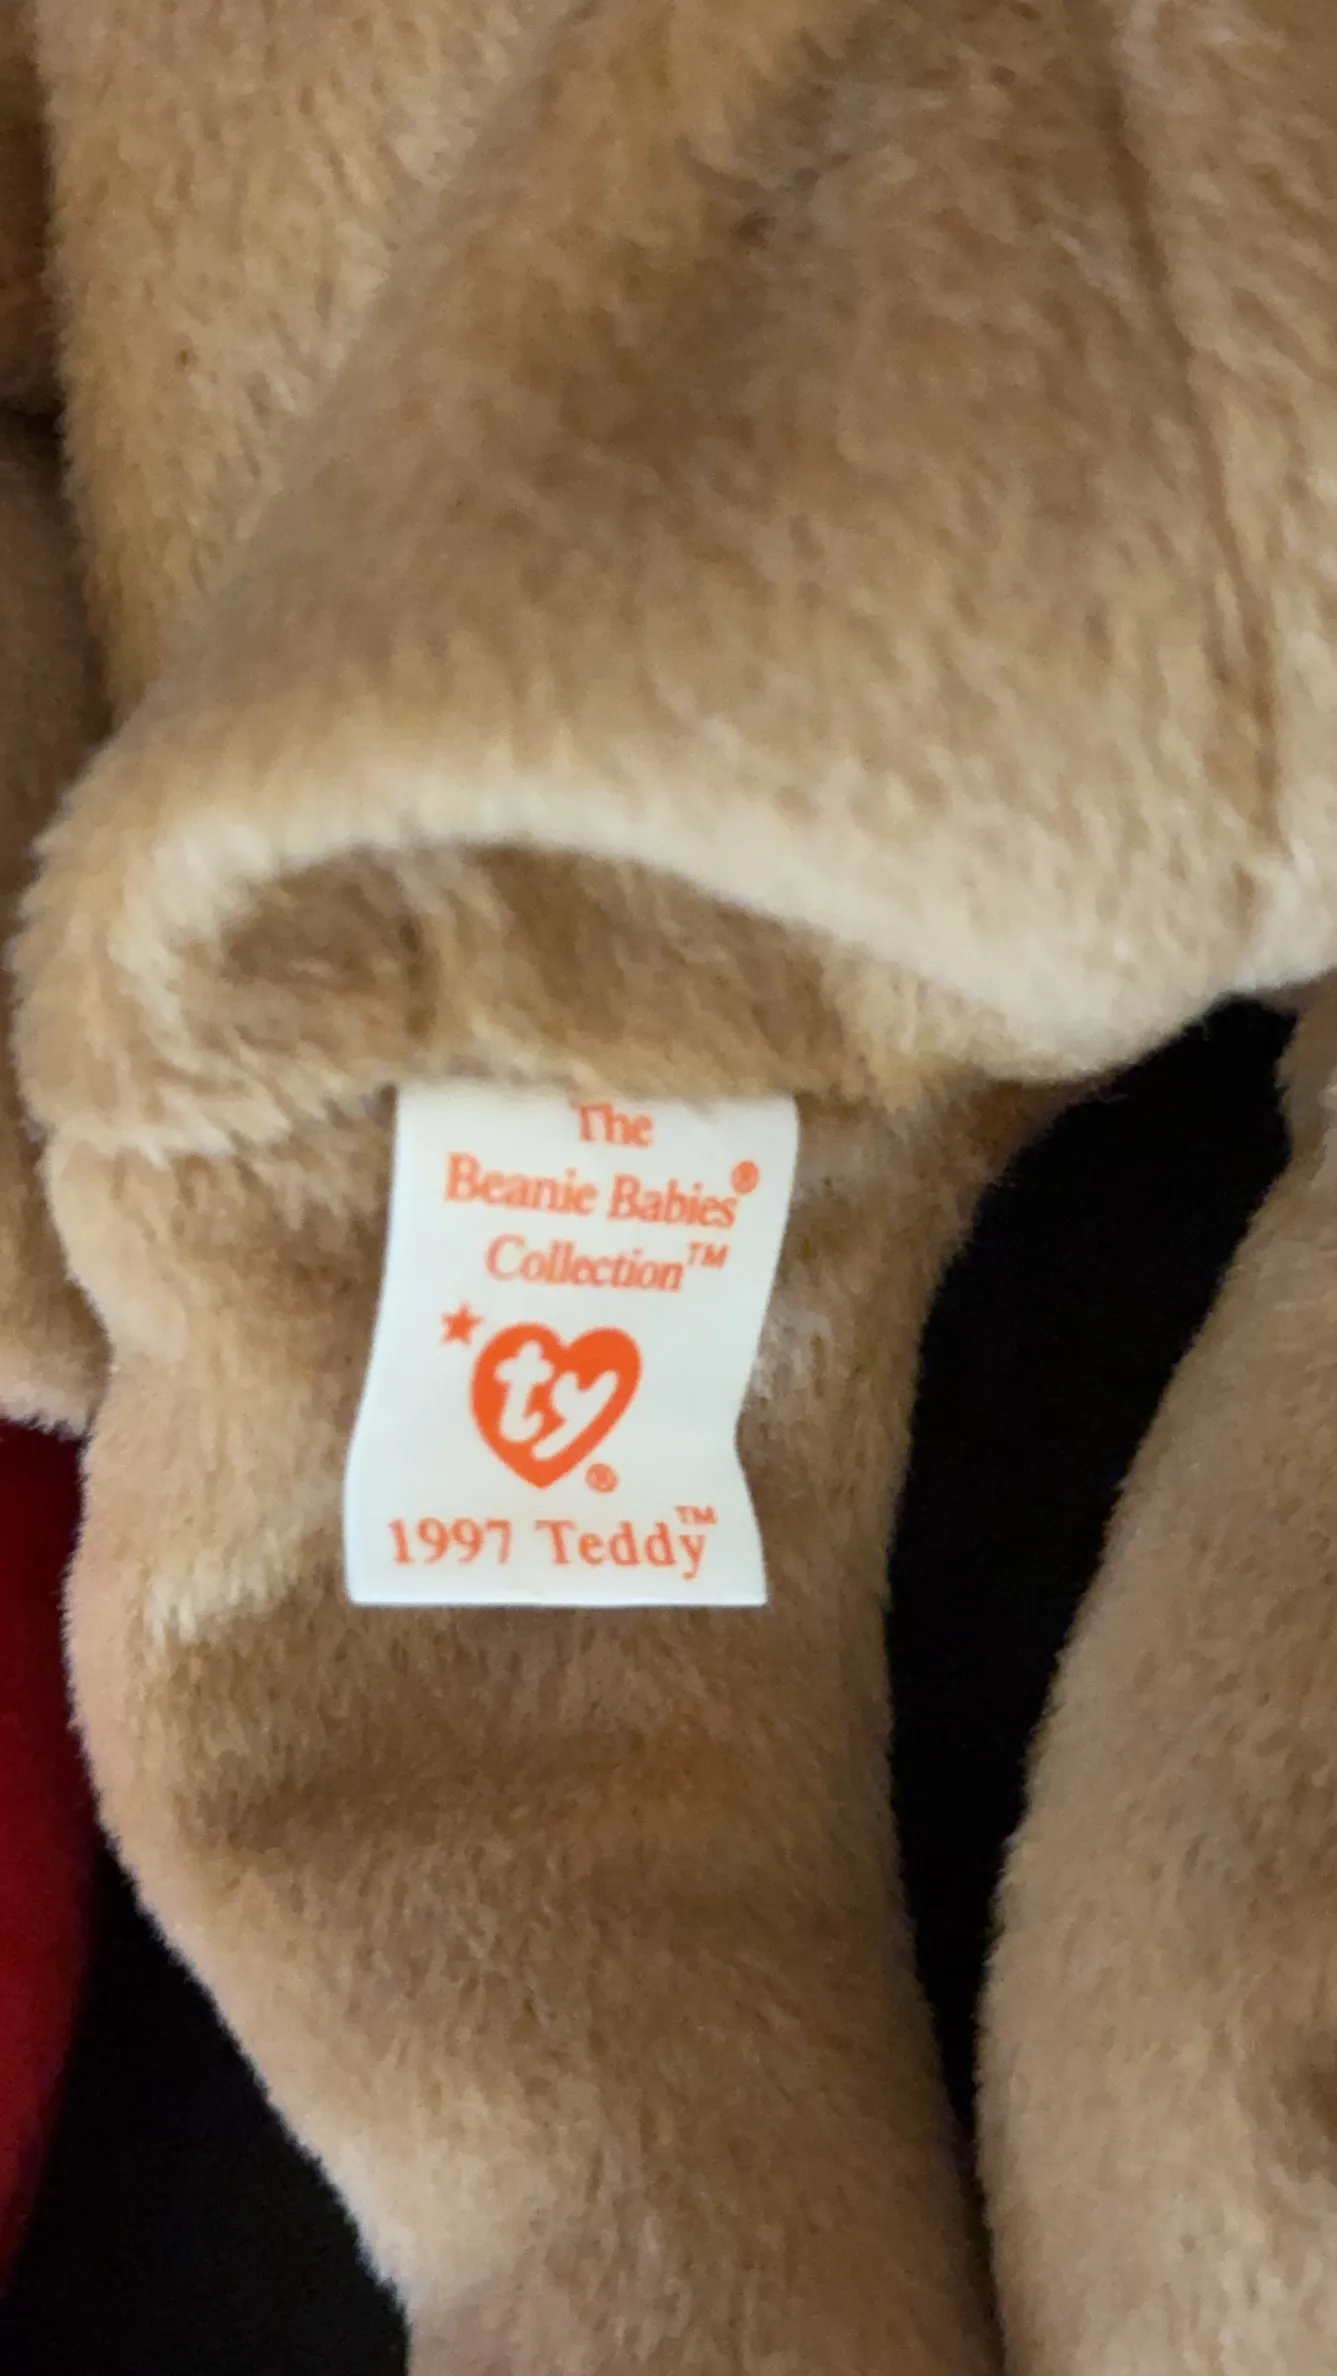 The
Beanie Babies®
Collection™
ty®
1997 Teddy™